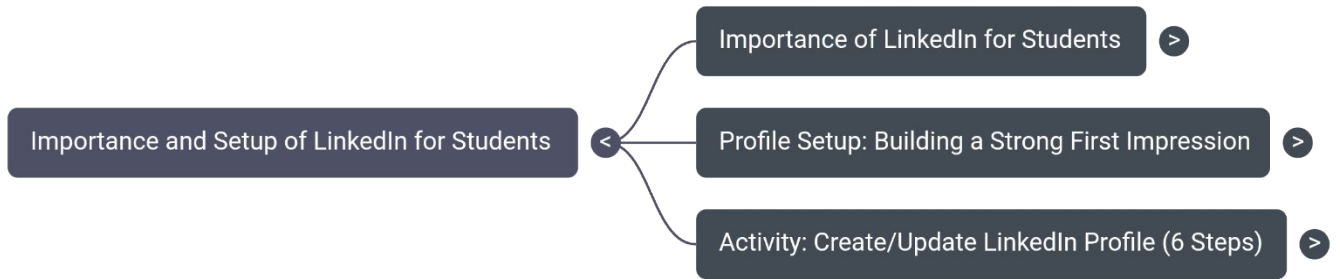 Importance of LinkedIn for Students >
Importance and Setup of LinkedIn for Students <
Profile Setup: Building a Strong First Impression >
Activity: Create/Update LinkedIn Profile (6 Steps) >